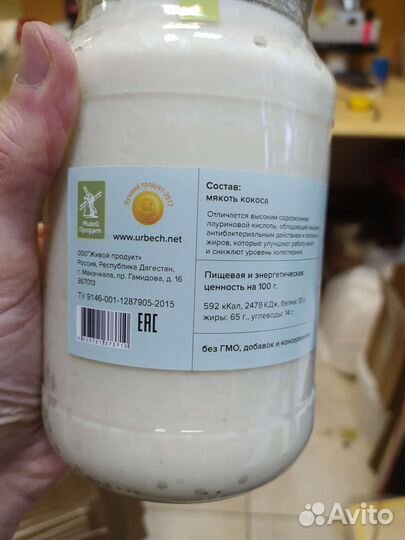 Живой
Продукт
Лучший продукт-2017
www.urbech.net
ООО"Живой продукт"
Россия, Республика Дагестан,
г. Махачкала, пр. Гамидова, д. 16
367013
ТУ 9146-001-1287905-2015
EAC
Состав:
мякоть кокоса
Отличается высоким содержанием
лауриновой кислоты, обладающей
антибактериальным действием и
жиров, которые улучшают работу мозга
и снижают уровень холестерина.
Пищевая и энергетическая
ценность на 100 г.
592 кКал, 2479 КДж, белки:
жиры: 65 г., углеводы: 14 г.
без ГМО, добавок и консервантов
Avito